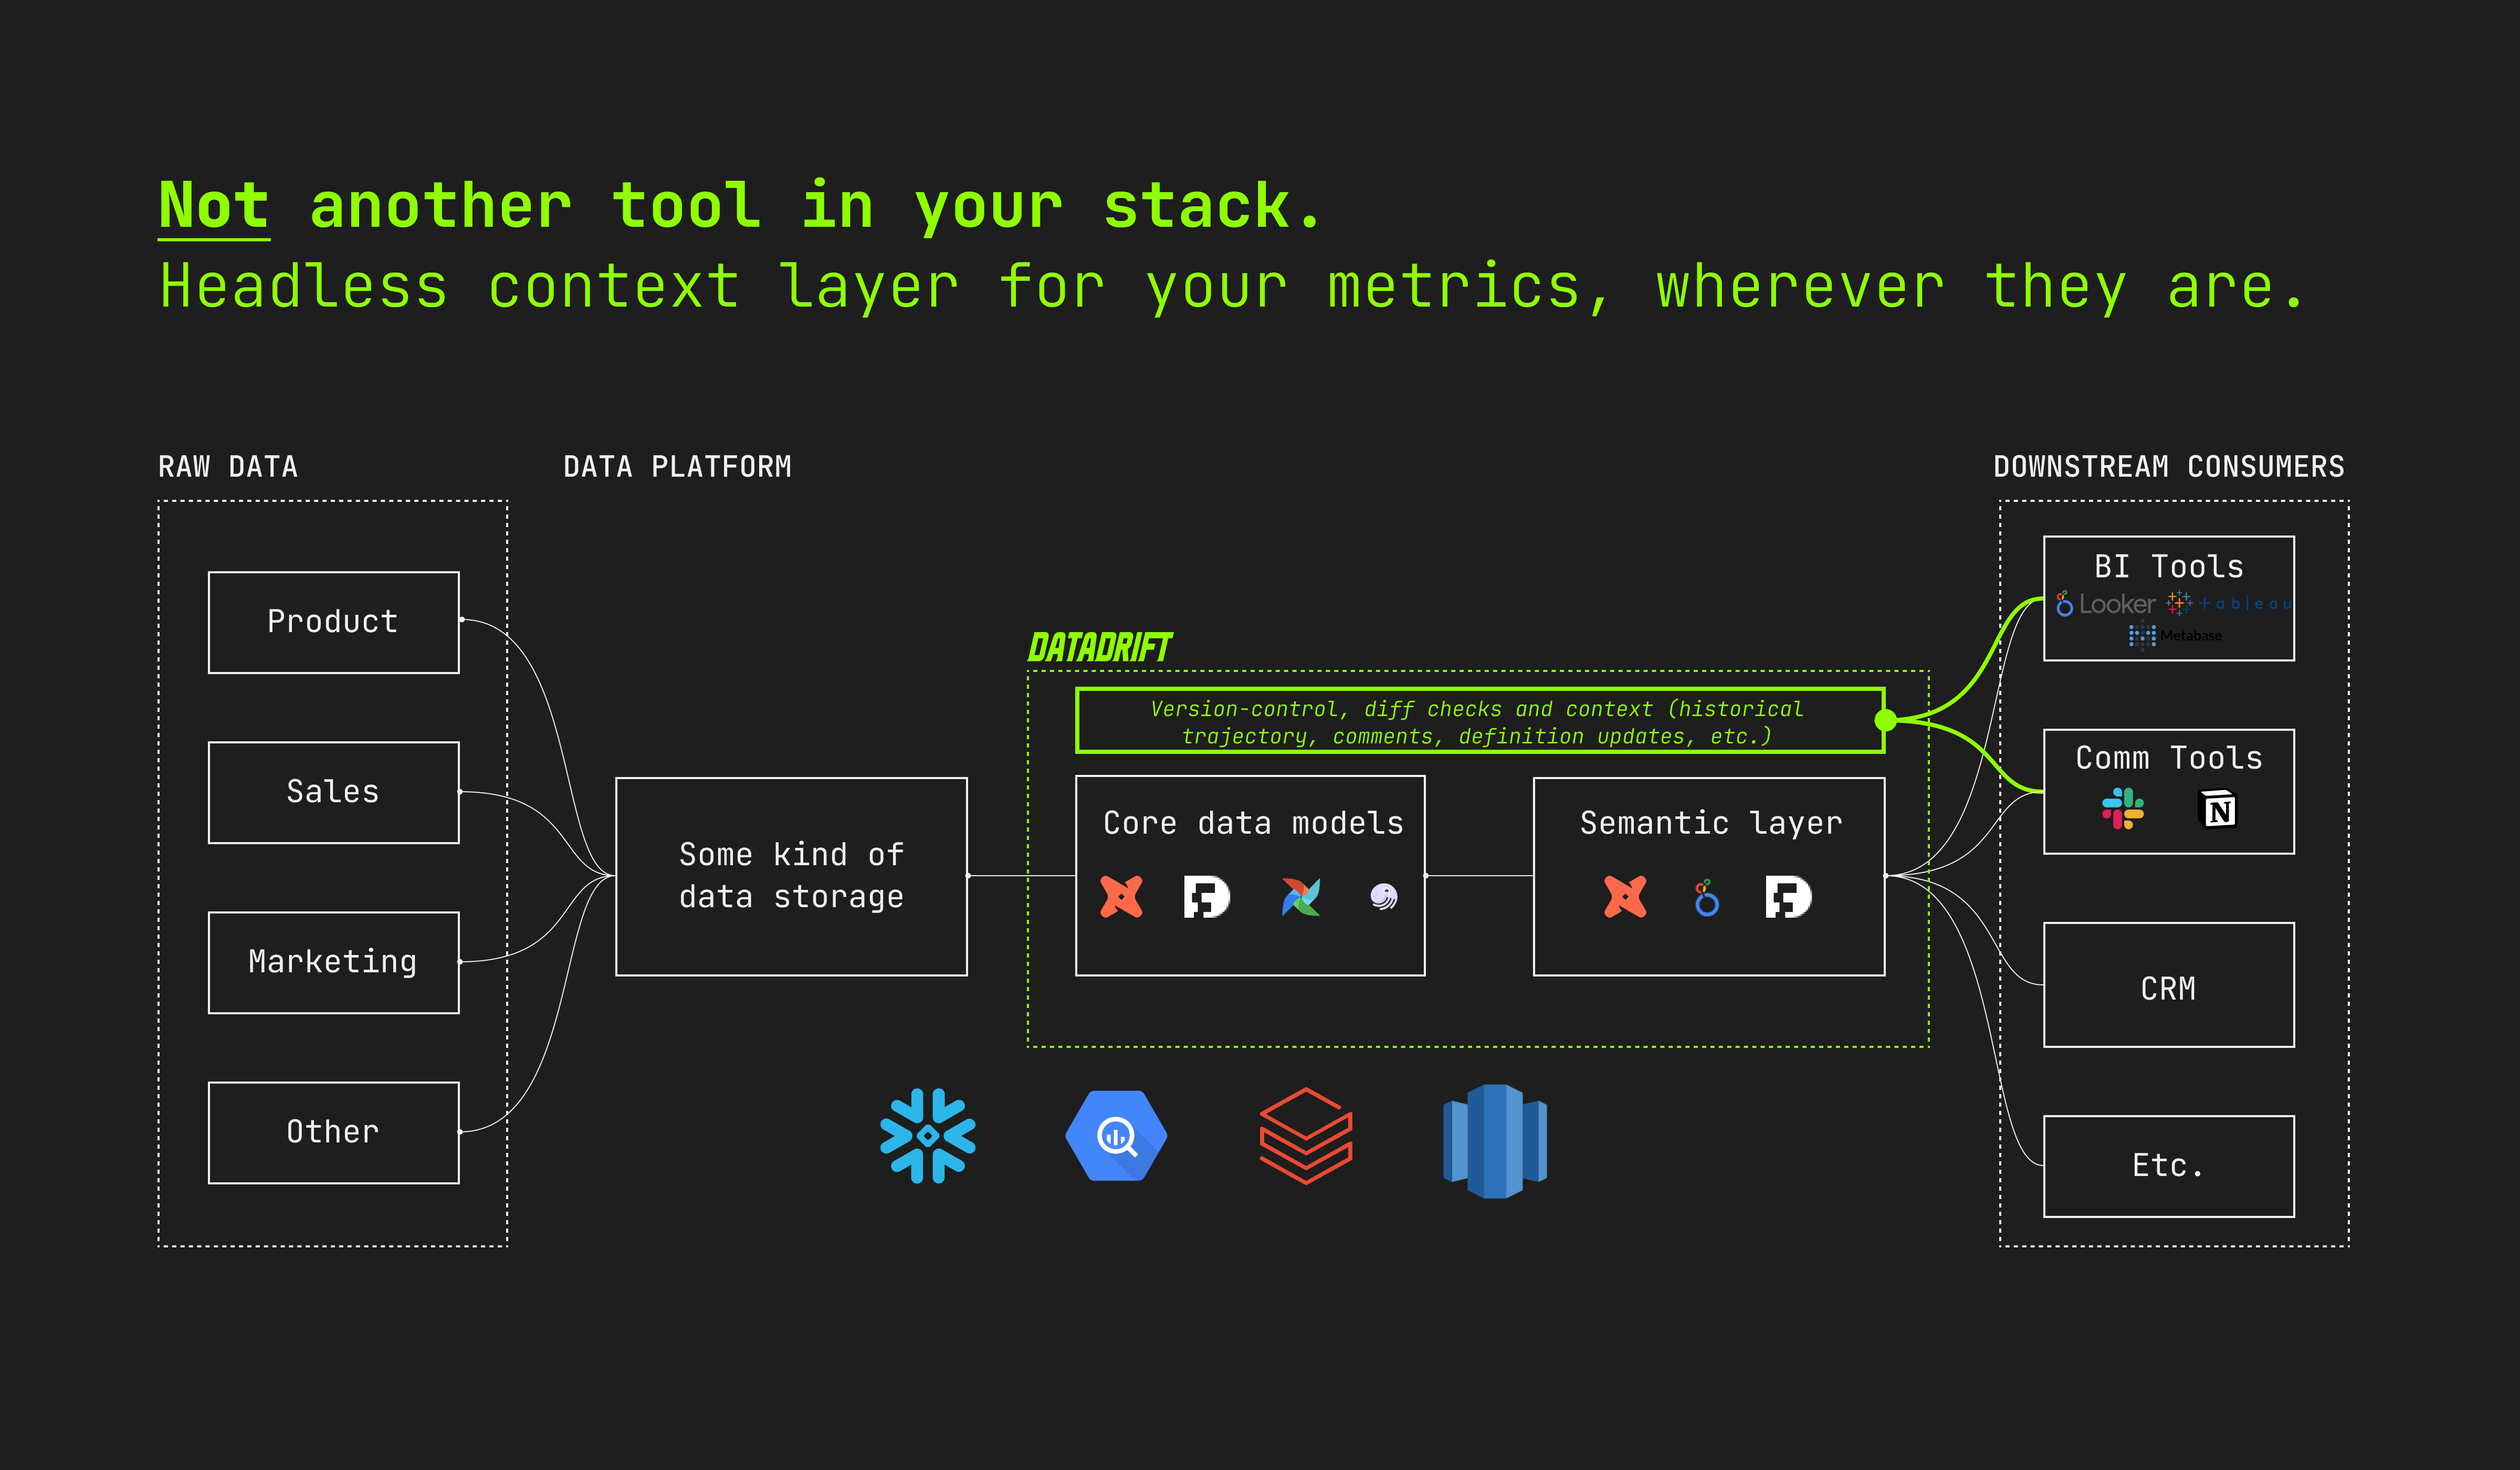 Not another tool in your stack.
Headless context layer for your metrics, wherever they are.
RAW DATA
DATA PLATFORM
DOWNSTREAM CONSUMERS
Product
Sales
Marketing
Other
Some kind of
data storage
DATADRIFT
Version-control, diff checks and context (historical
trajectory, comments, definition updates, etc.)
Core data models
Semantic layer
BI Tools
Looker
+ableau
Metabase
Comm Tools
N
CRM
Etc.